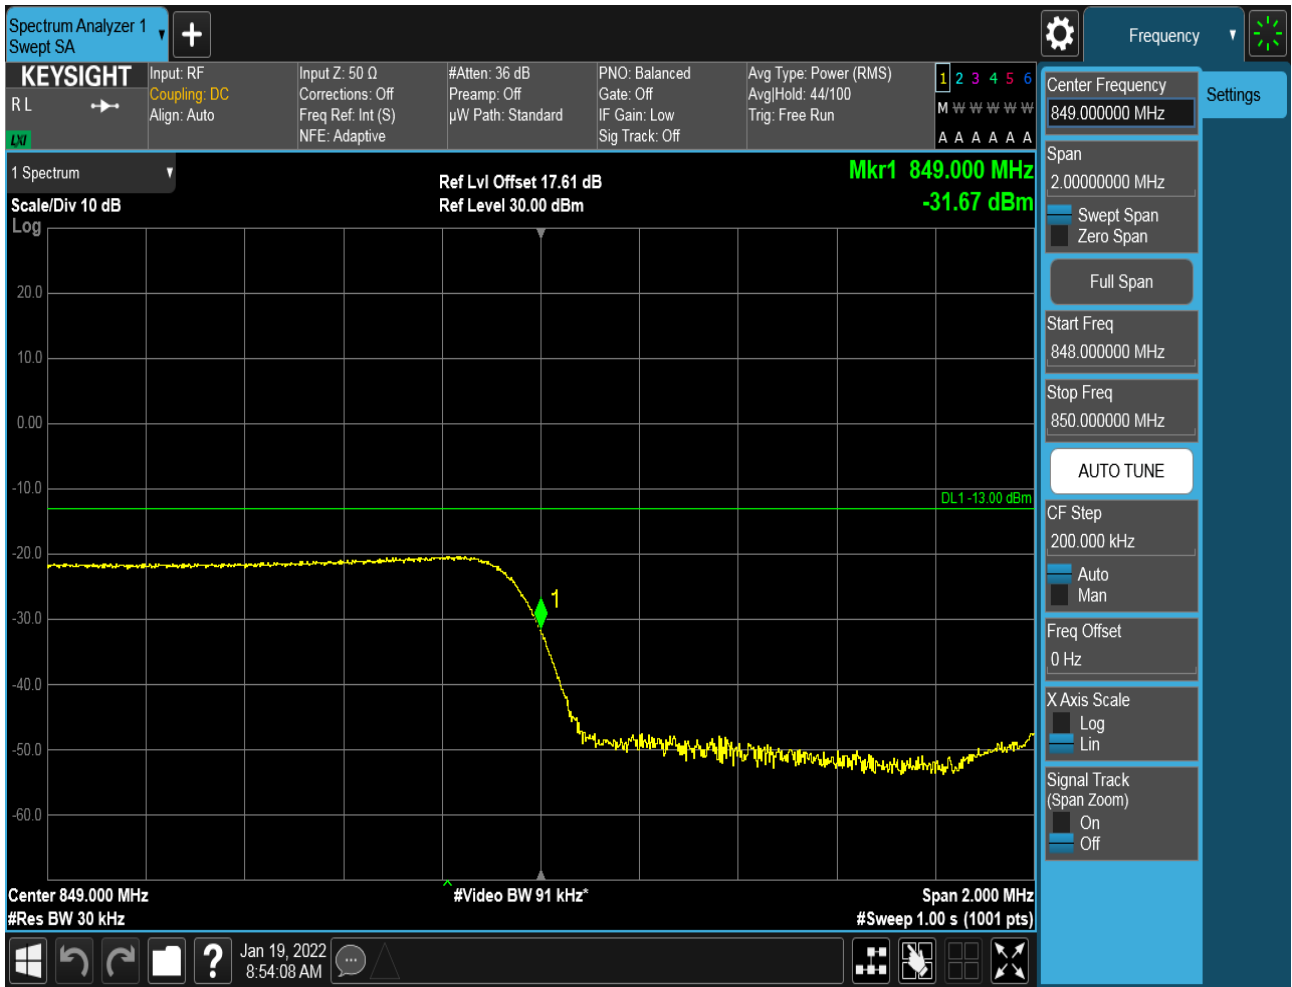 Spectrum Analyzer 1
Swept SA
Frequency
KEYSIGHT
R L
LXI
Input: RF
Coupling: DC
Align: Auto
Input Z: 50 Ω
Corrections: Off
Freq Ref: Int (S)
NFE: Adaptive
#Atten: 36 dB
Preamp: Off
µW Path: Standard
PNO: Balanced
Gate: Off
IF Gain: Low
Sig Track: Off
Avg Type: Power (RMS)
Avg|Hold: 44/100
Trig: Free Run
1 2 3 4 5 6
M W W W W W
A A A A A A
1 Spectrum
Scale/Div 10 dB
Log
Ref Lvl Offset 17.61 dB
Ref Level 30.00 dBm
Mkr1 849.000 MHz
-31.67 dBm
20.0
10.0
0.00
-10.0
-20.0
-30.0
-40.0
-50.0
-60.0
DL1 -13.00 dBm
1
Center 849.000 MHz
#Res BW 30 kHz
#Video BW 91 kHz*
Span 2.000 MHz
#Sweep 1.00 s (1001 pts)
Jan 19, 2022
8:54:08 AM
Center Frequency
849.000000 MHz
Span
2.00000000 MHz
Swept Span
Zero Span
Full Span
Start Freq
848.000000 MHz
Stop Freq
850.000000 MHz
AUTO TUNE
CF Step
200.000 kHz
Auto
Man
Freq Offset
0 Hz
X Axis Scale
Log
Lin
Signal Track
(Span Zoom)
On
Off
Settings